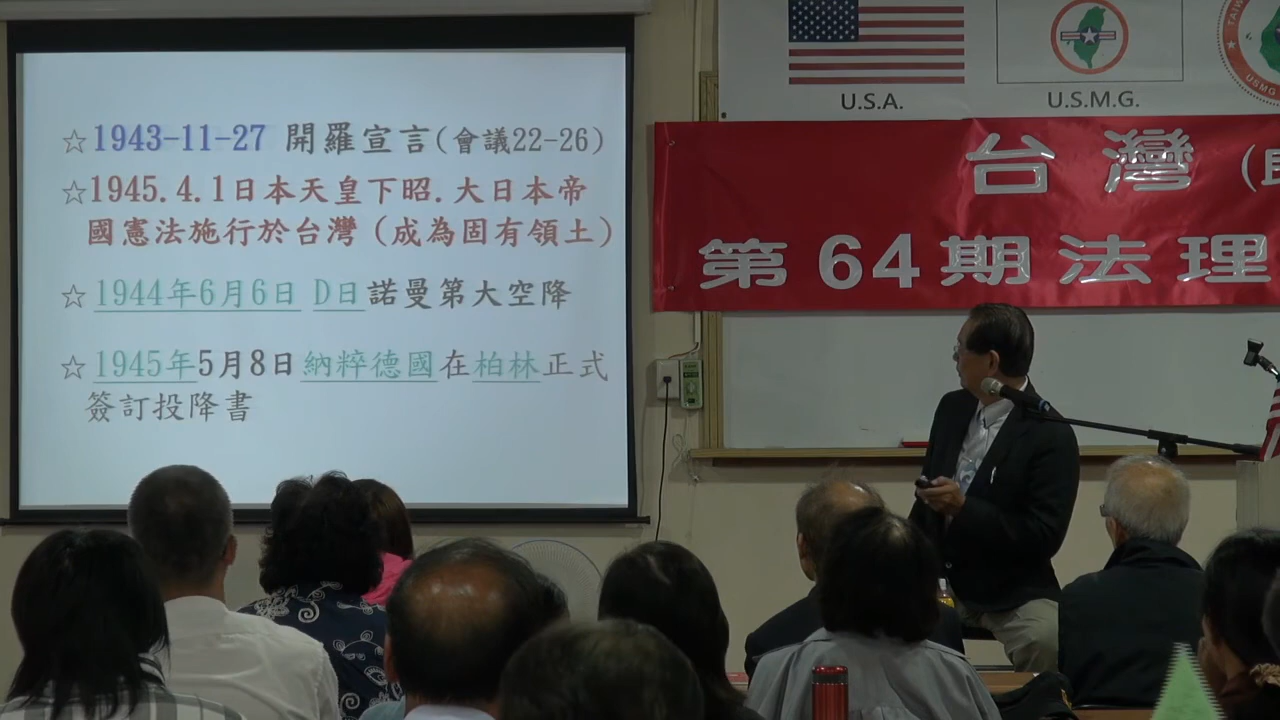 ☆1943-11-27 開羅宣言(會議22-26)
☆1945.4.1日本天皇下昭.大日本帝
國憲法施行於台灣(成為固有領土)
☆1944年6月6日 D日諾曼第大空降
☆1945年5月8日納粹德國在柏林正式
簽訂投降書
U.S.A.
U.S.M.G.
USMG
台灣(
第64期法理